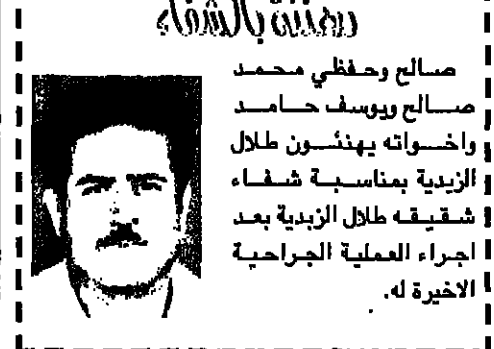 تهنئة بالشفاء
صالح وحفظي محمد
صالح ويوسف حامد
واخواته يهنئون طلال
الزبدية بمناسبة شفاء
شقيقه طلال الزبدية بعد
اجراء العملية الجراحية
الاخيرة له.